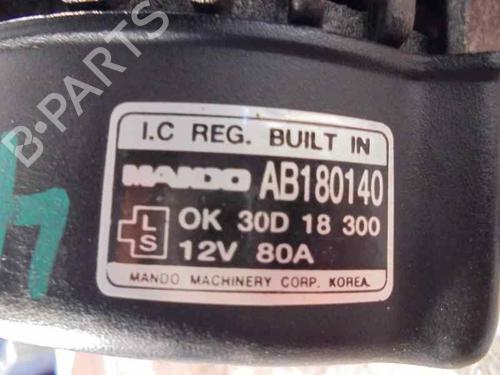 I.C REG. BUILT IN
MANDO AB180140
L S OK 30D 18 300
12V 80A
MANDO MACHINERY CORP. KOREA.
B-Parts